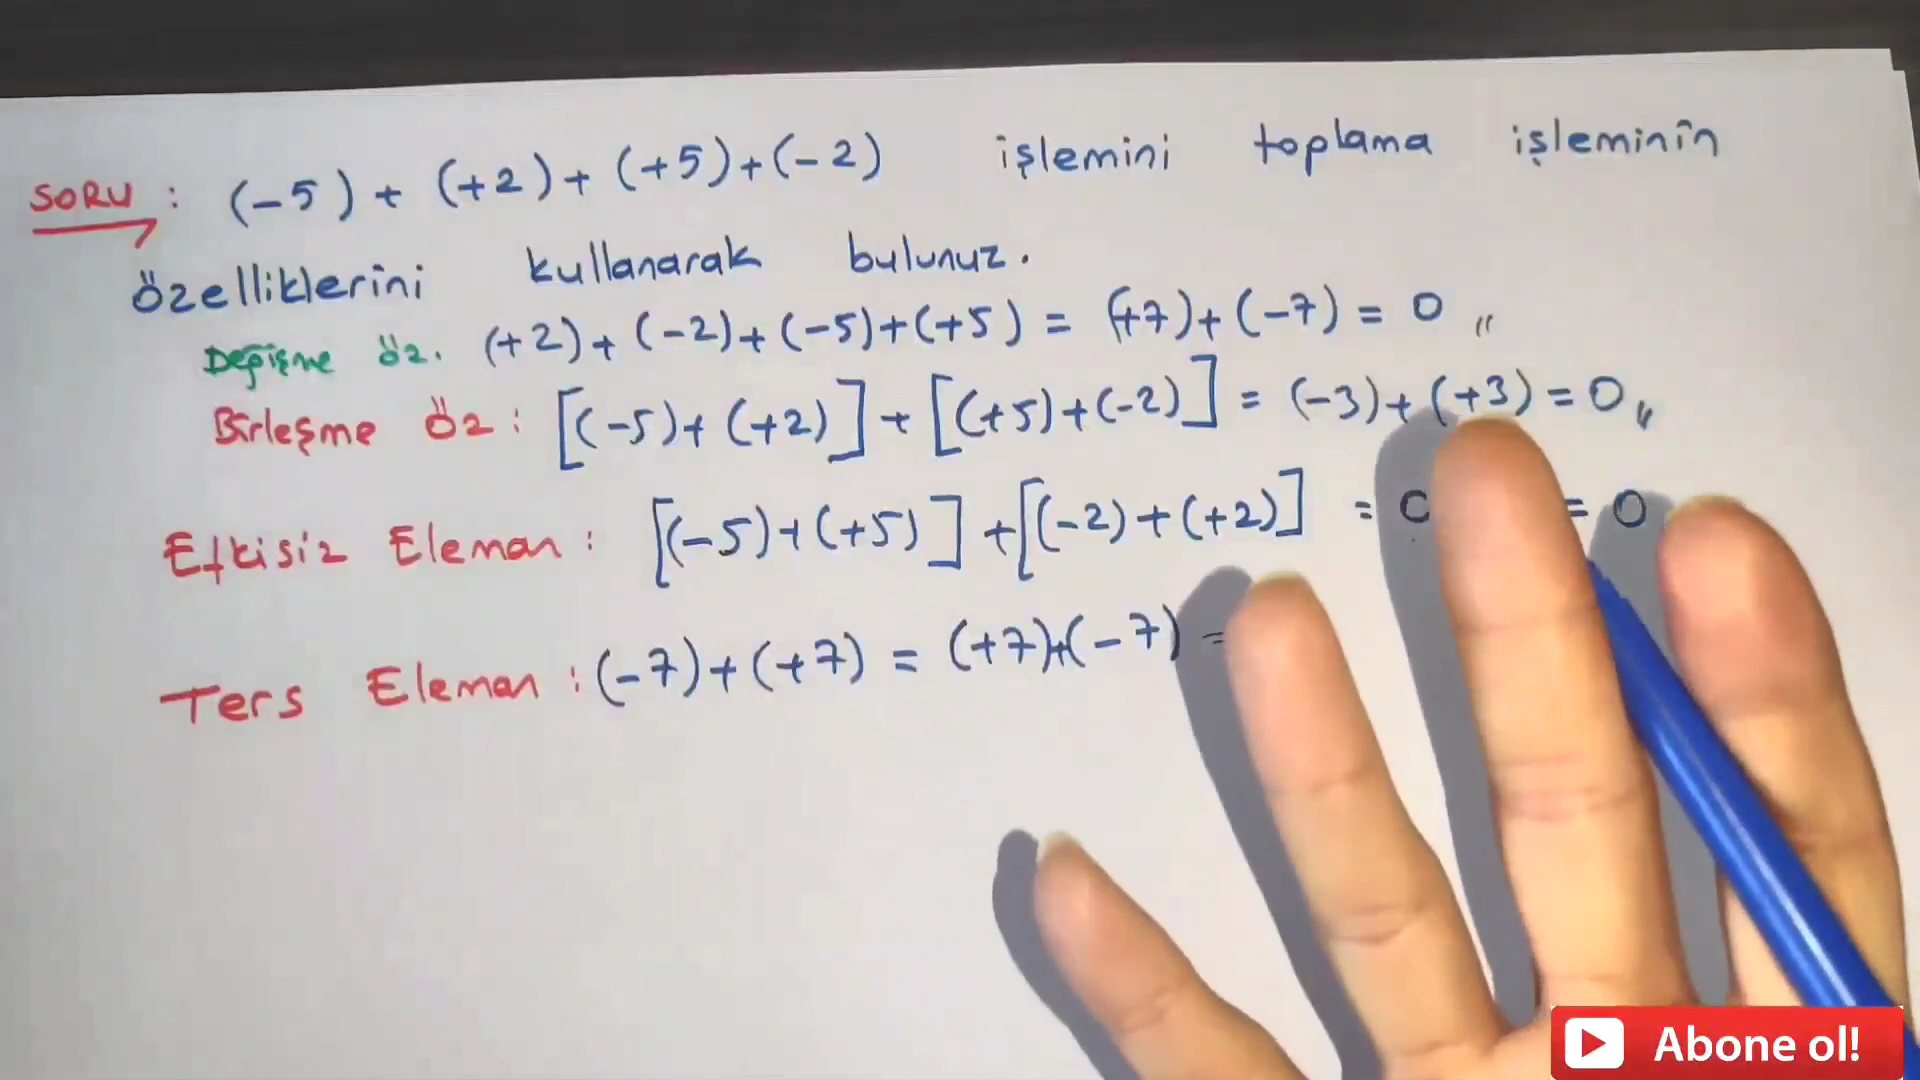 SORU : (-5) + (+2) + (+5) + (-2) işlemini toplama işleminin
özelliklerini kullanarak bulunuz.
Değişme öz. (+2) + (-2) + (-5) + (+5) = (+7) + (-7) = 0 "
Birleşme Öz : [(-5) + (+2)] + [(+5) + (-2)] = (-3) + (+3) = 0 "
Etkisiz Eleman : [(-5) + (+5)] + [(-2) + (+2)] = 0 = 0
Ters Eleman : (-7) + (+7) = (+7) + (-7) =
Abone ol!